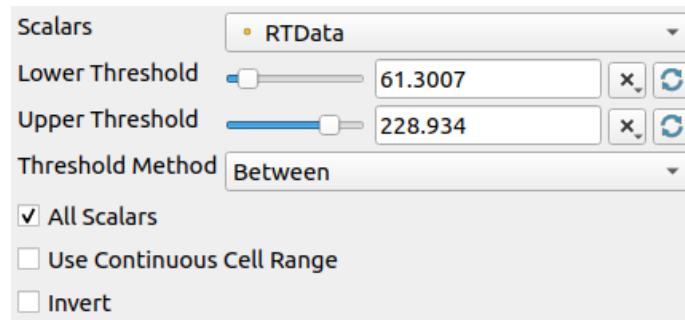 Scalars RTData
Lower Threshold 61.3007
Upper Threshold 228.934
Threshold Method Between
All Scalars
Use Continuous Cell Range
Invert